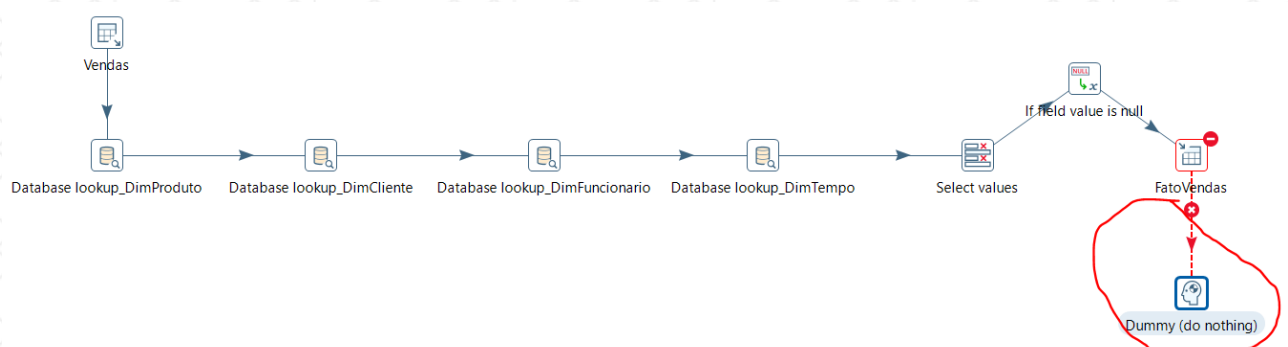 Vendas
NULL
x
If field value is null
Database lookup_DimProduto
Database lookup_DimCliente
Database lookup_DimFuncionario
Database lookup_DimTempo
Select values
FatoVendas
Dummy (do nothing)